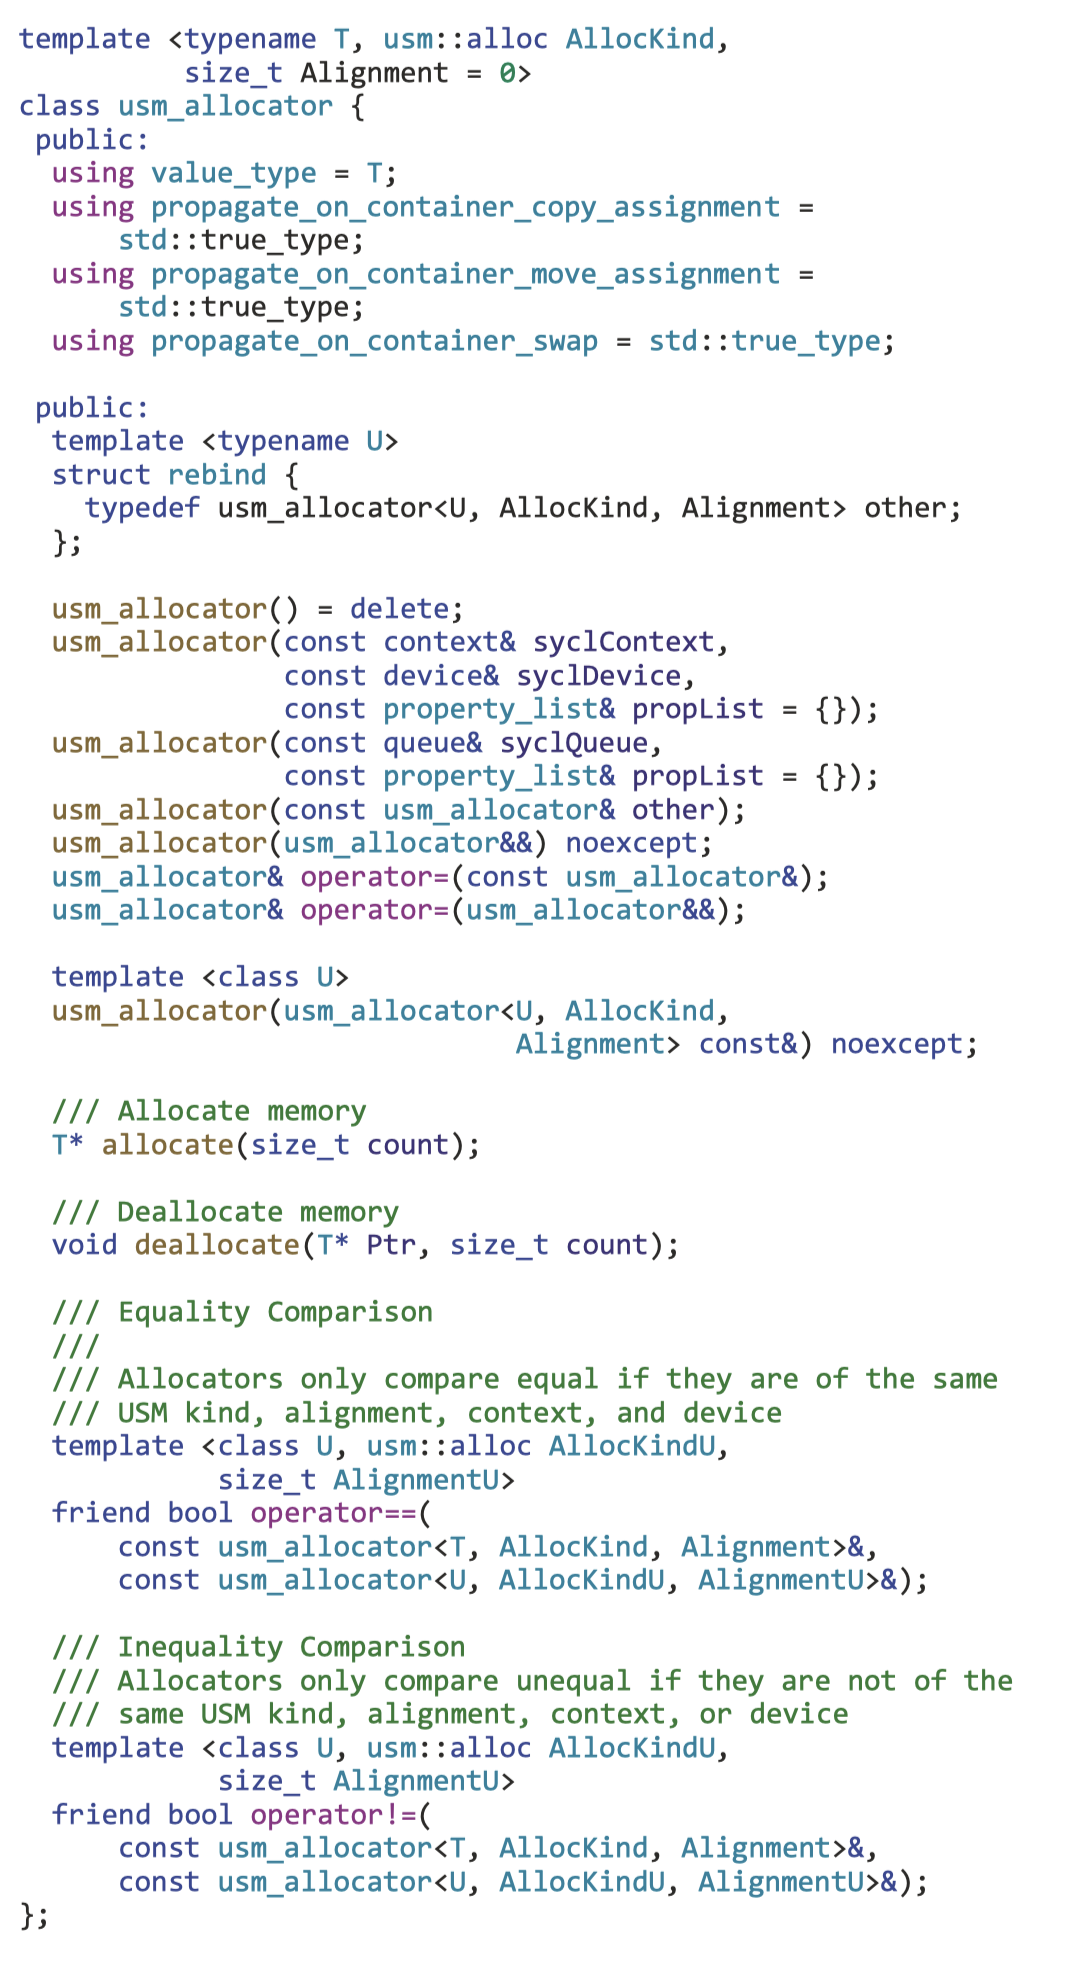 template <typename T, usm::alloc AllocKind,
          size_t Alignment = 0>
class usm_allocator {
 public:
  using value_type = T;
  using propagate_on_container_copy_assignment =
      std::true_type;
  using propagate_on_container_move_assignment =
      std::true_type;
  using propagate_on_container_swap = std::true_type;

 public:
  template <typename U>
  struct rebind {
    typedef usm_allocator<U, AllocKind, Alignment> other;
  };

  usm_allocator() = delete;
  usm_allocator(const context& syclContext,
                const device& syclDevice,
                const property_list& propList = {});
  usm_allocator(const queue& syclQueue,
                const property_list& propList = {});
  usm_allocator(const usm_allocator& other);
  usm_allocator(usm_allocator&&) noexcept;
  usm_allocator& operator=(const usm_allocator&);
  usm_allocator& operator=(usm_allocator&&);

  template <class U>
  usm_allocator(usm_allocator<U, AllocKind,
                              Alignment> const&) noexcept;

  /// Allocate memory
  T* allocate(size_t count);

  /// Deallocate memory
  void deallocate(T* Ptr, size_t count);

  /// Equality Comparison
  ///
  /// Allocators only compare equal if they are of the same
  /// USM kind, alignment, context, and device
  template <class U, usm::alloc AllocKindU,
            size_t AlignmentU>
  friend bool operator==(
      const usm_allocator<T, AllocKind, Alignment>&,
      const usm_allocator<U, AllocKindU, AlignmentU>&);

  /// Inequality Comparison
  /// Allocators only compare unequal if they are not of the
  /// same USM kind, alignment, context, or device
  template <class U, usm::alloc AllocKindU,
            size_t AlignmentU>
  friend bool operator!=(
      const usm_allocator<T, AllocKind, Alignment>&,
      const usm_allocator<U, AllocKindU, AlignmentU>&);
};